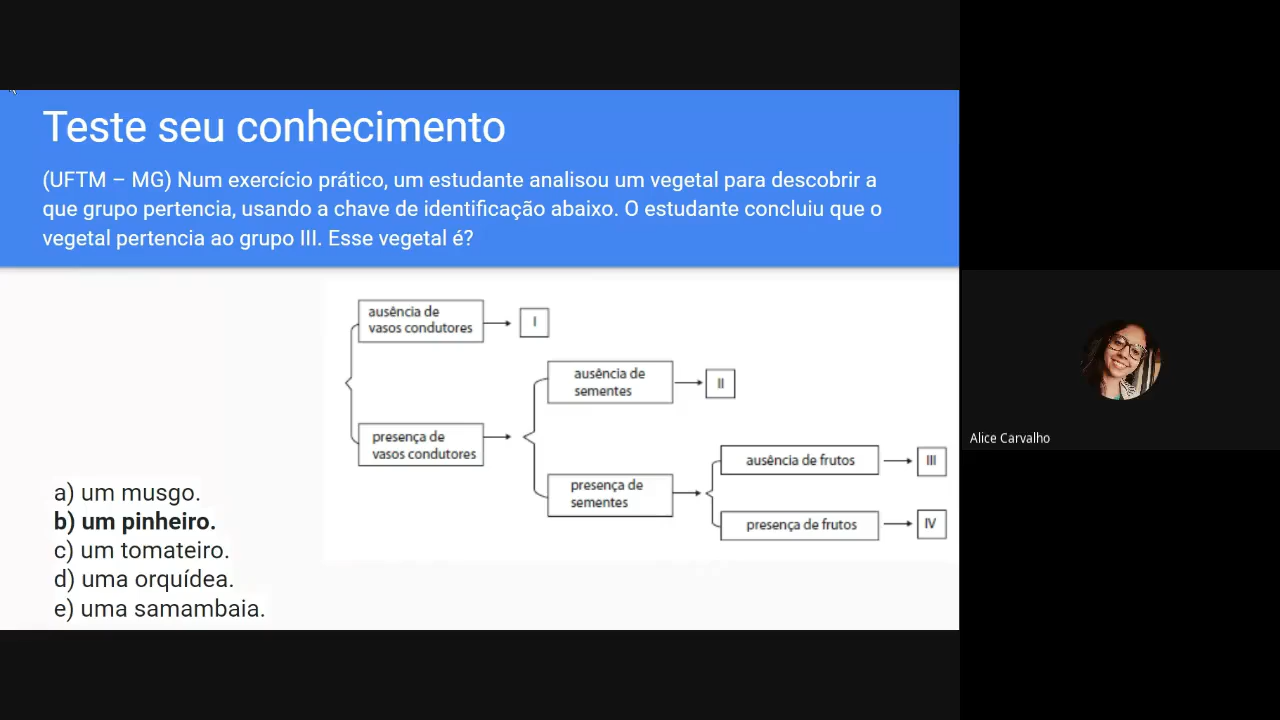 Teste seu conhecimento
(UFTM – MG) Num exercício prático, um estudante analisou um vegetal para descobrir a
que grupo pertencia, usando a chave de identificação abaixo. O estudante concluiu que o
vegetal pertencia ao grupo III. Esse vegetal é?
ausência de
vasos condutores
I
ausência de
sementes
II
presença de
vasos condutores
ausência de frutos
III
presença de
sementes
presença de frutos
IV
a) um musgo.
b) um pinheiro.
c) um tomateiro.
d) uma orquídea.
e) uma samambaia.
Alice Carvalho